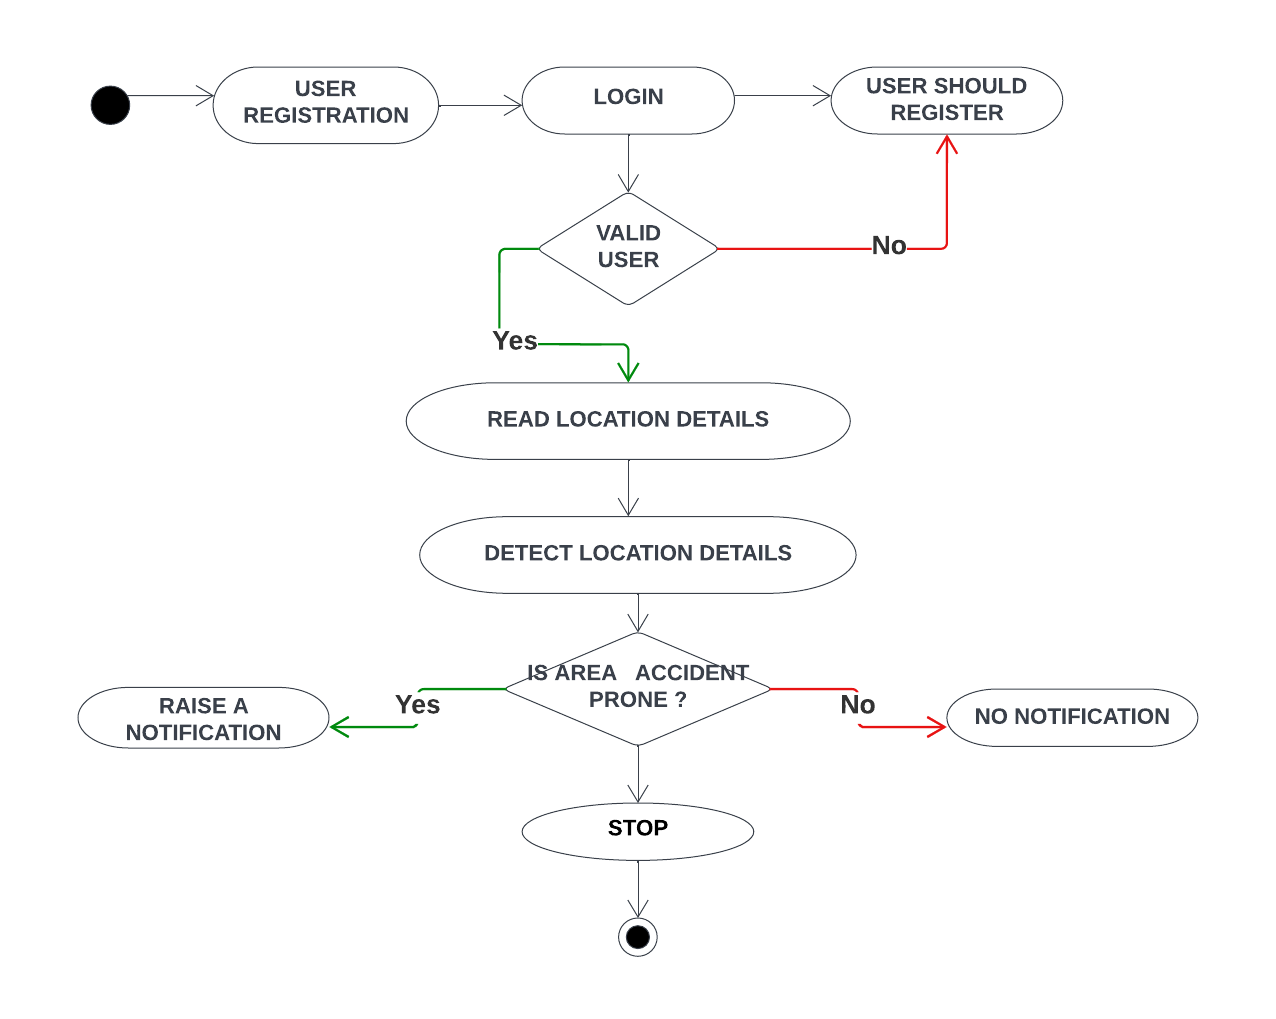 USER
REGISTRATION
LOGIN
USER SHOULD
REGISTER
VALID
USER
No
Yes
READ LOCATION DETAILS
DETECT LOCATION DETAILS
IS AREA ACCIDENT
PRONE ?
Yes
No
RAISE A
NOTIFICATION
NO NOTIFICATION
STOP